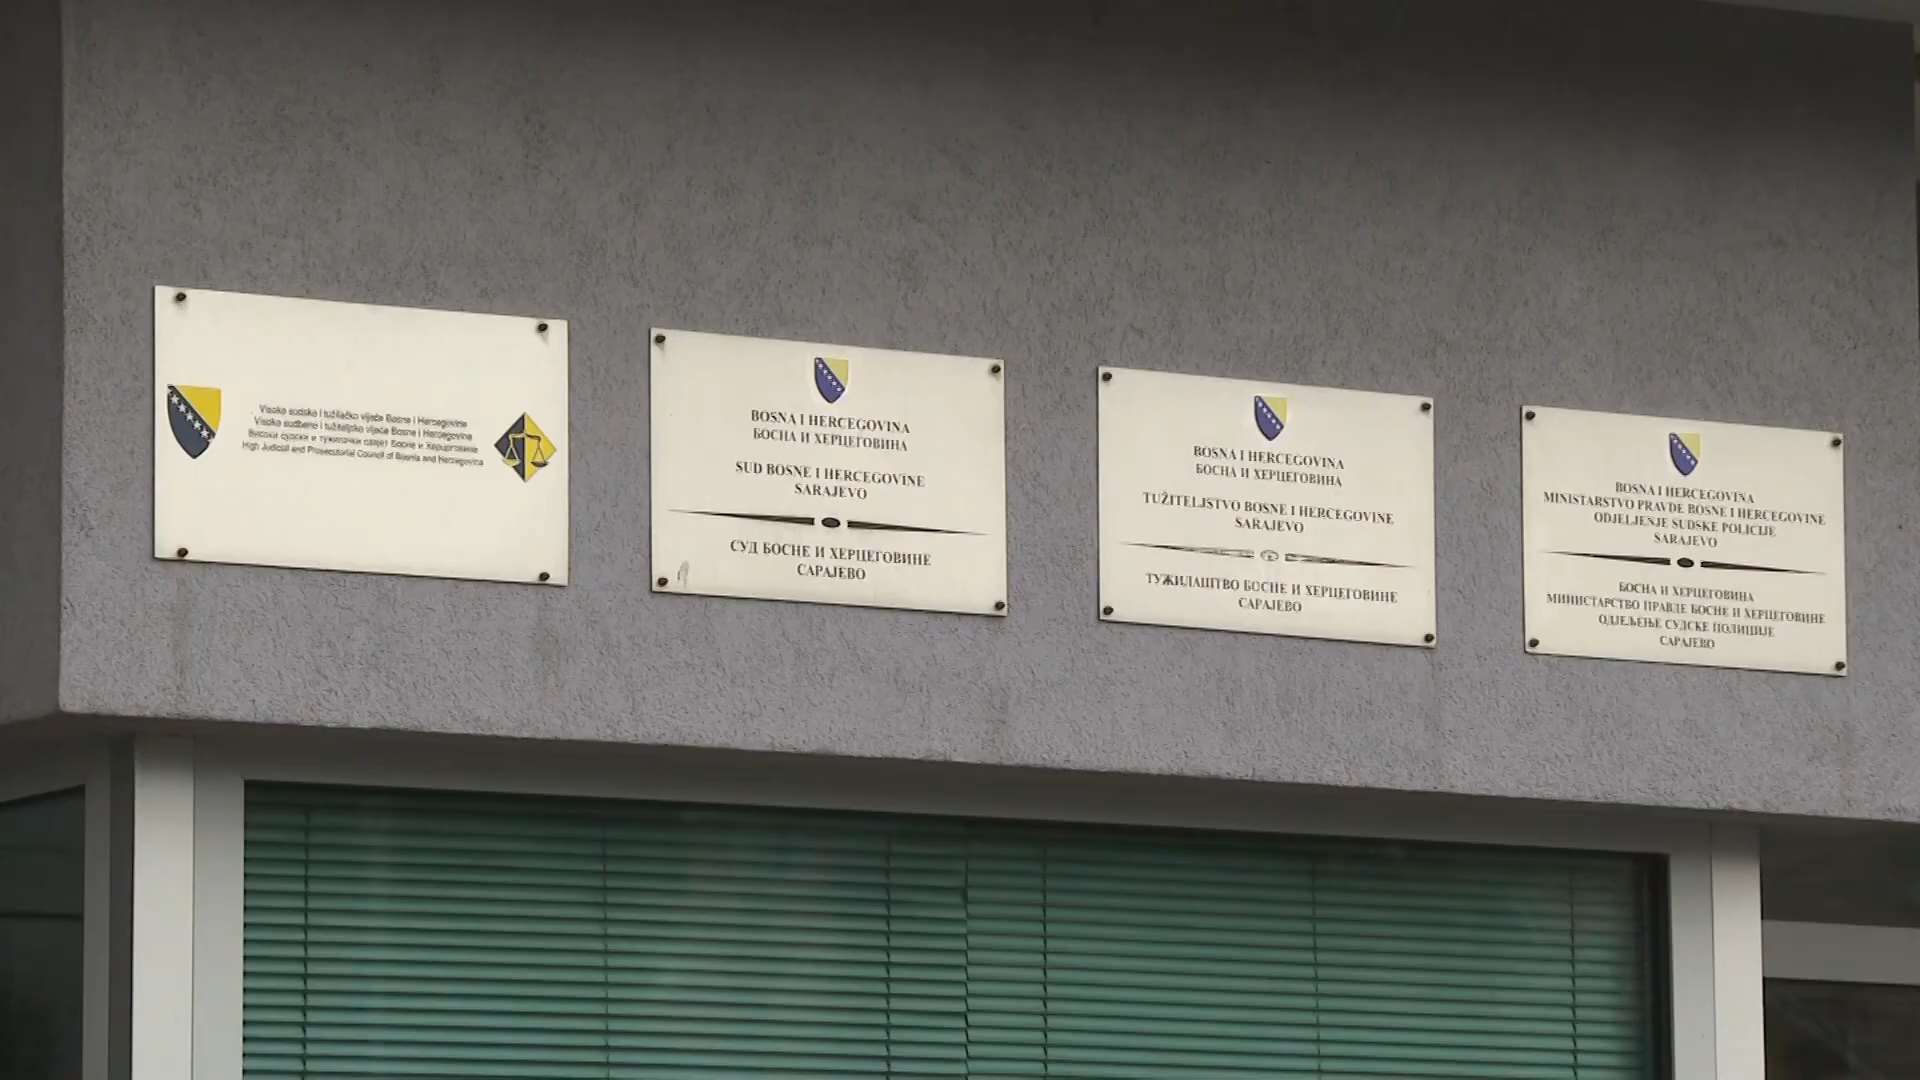 Visoko sudsko i tužilačko vijeće Bosne i Hercegovine
Visoko sudbeno i tužiteljsko vijeće Bosne i Hercegovine
Високи судски и тужилачки савјет Босне и Херцеговине
High Judicial and Prosecutorial Council of Bosnia and Herzegovina
BOSNA I HERCEGOVINA
БОСНА И ХЕРЦЕГОВИНА
SUD BOSNE I HERCEGOVINE
SARAJEVO
СУД БОСНЕ И ХЕРЦЕГОВИНЕ
САРАЈЕВО
BOSNA I HERCEGOVINA
БОСНА И ХЕРЦЕГОВИНА
TUŽITELJSTVO BOSNE I HERCEGOVINE
SARAJEVO
ТУЖИЛАШТВО БОСНЕ И ХЕРЦЕГОВИНЕ
САРАЈЕВО
BOSNA I HERCEGOVINA
MINISTARSTVO PRAVDE BOSNE I HERCEGOVINE
ODJELJENJE SUDSKE POLICIJE
SARAJEVO
БОСНА И ХЕРЦЕГОВИНА
МИНИСТАРСТВО ПРАВДЕ БОСНЕ И ХЕРЦЕГОВИНЕ
ОДЈЕЉЕЊЕ СУДСКЕ ПОЛИЦИЈЕ
САРАЈЕВО